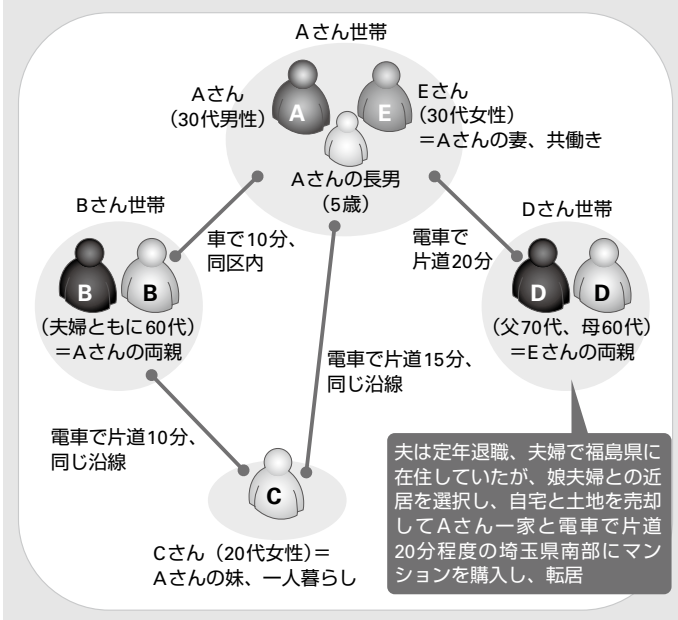 Aさん世帯
Aさん
(30代男性)
A
E
Eさん
(30代女性)
=Aさんの妻、共働き
Aさんの長男
(5歳)
Bさん世帯
車で10分、
同区内
電車で
片道20分
Dさん世帯
B
B
(夫婦ともに60代)
=Aさんの両親
D
D
(父70代、母60代)
=Eさんの両親
電車で片道15分、
同じ沿線
電車で片道10分、
同じ沿線
C
Cさん(20代女性)=
Aさんの妹、一人暮らし
夫は定年退職、夫婦で福島県に
在住していたが、娘夫婦との近
居を選択し、自宅と土地を売却
してAさん一家と電車で片道
20分程度の埼玉県南部にマン
ションを購入し、転居